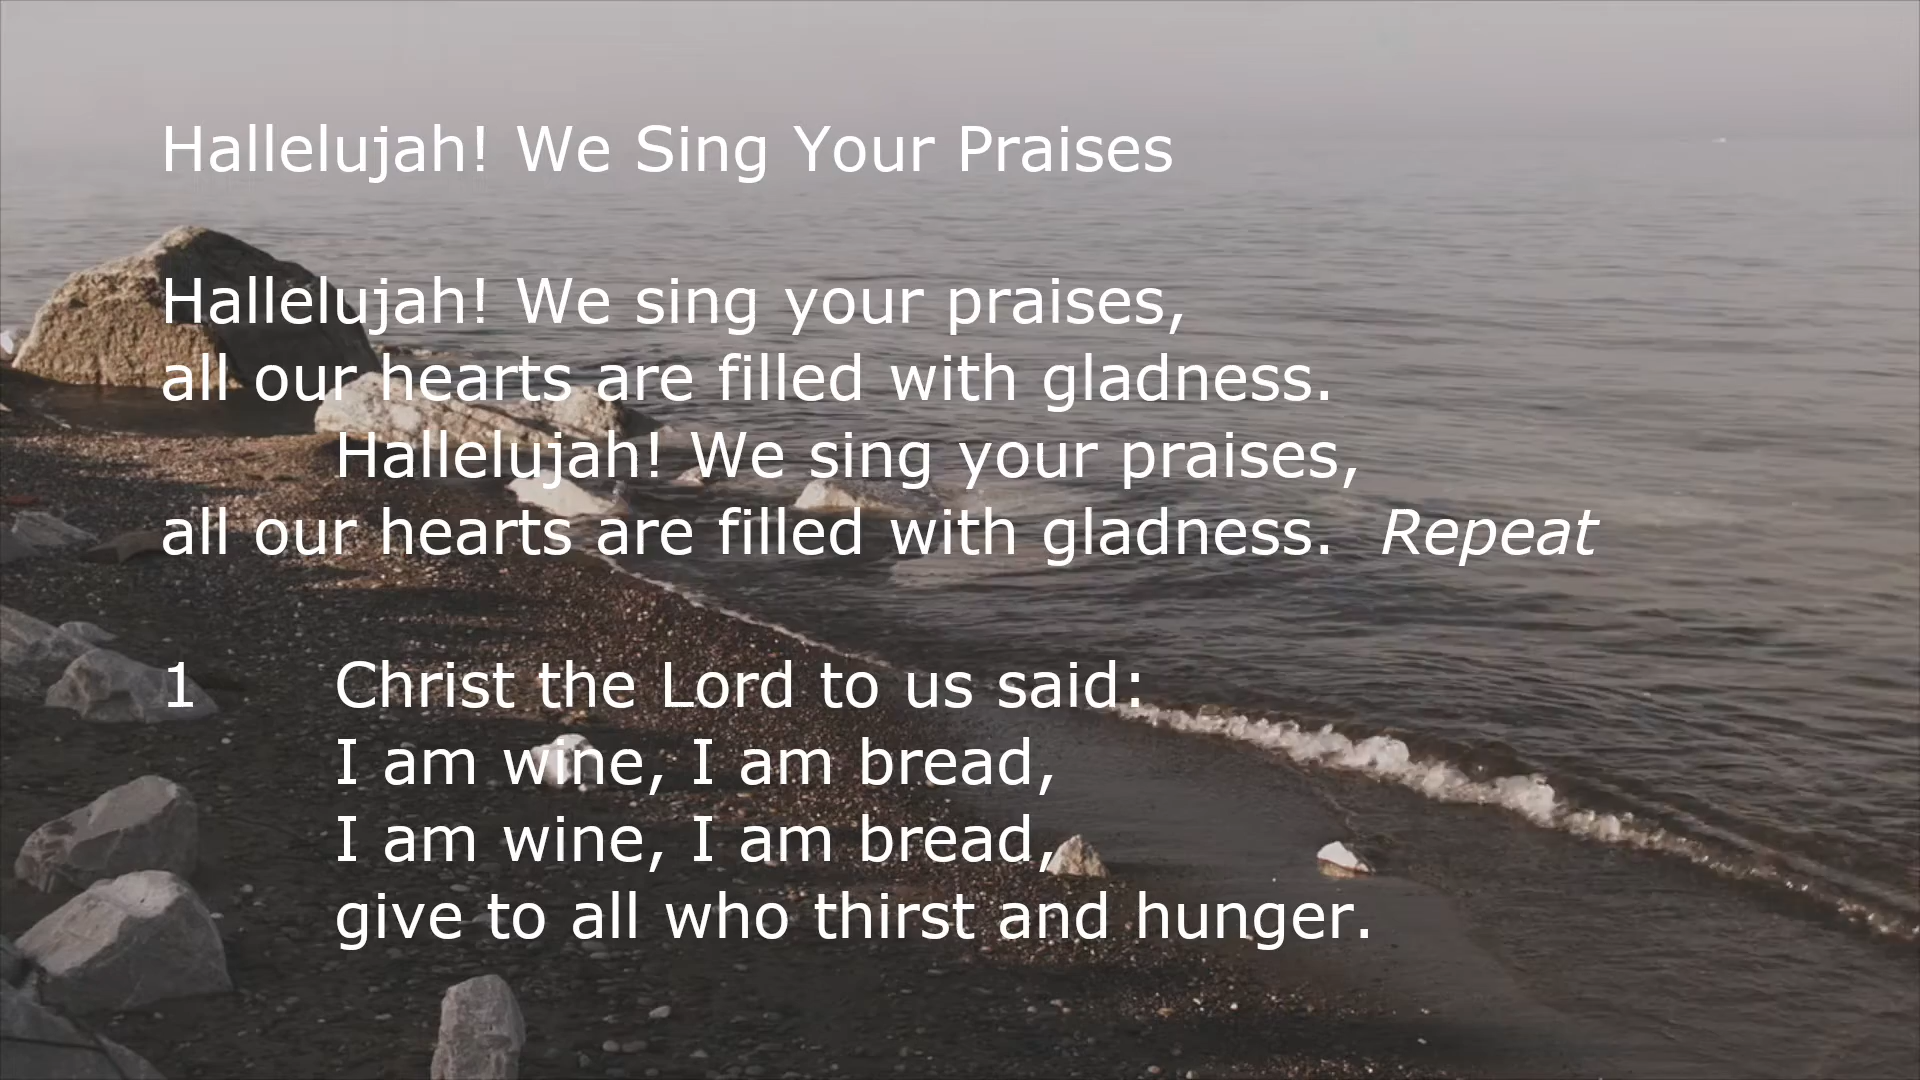 Hallelujah! We Sing Your Praises
Hallelujah! We sing your praises,
all our hearts are filled with gladness.
Hallelujah! We sing your praises,
all our hearts are filled with gladness. Repeat
1 Christ the Lord to us said:
I am wine, I am bread,
I am wine, I am bread,
give to all who thirst and hunger.